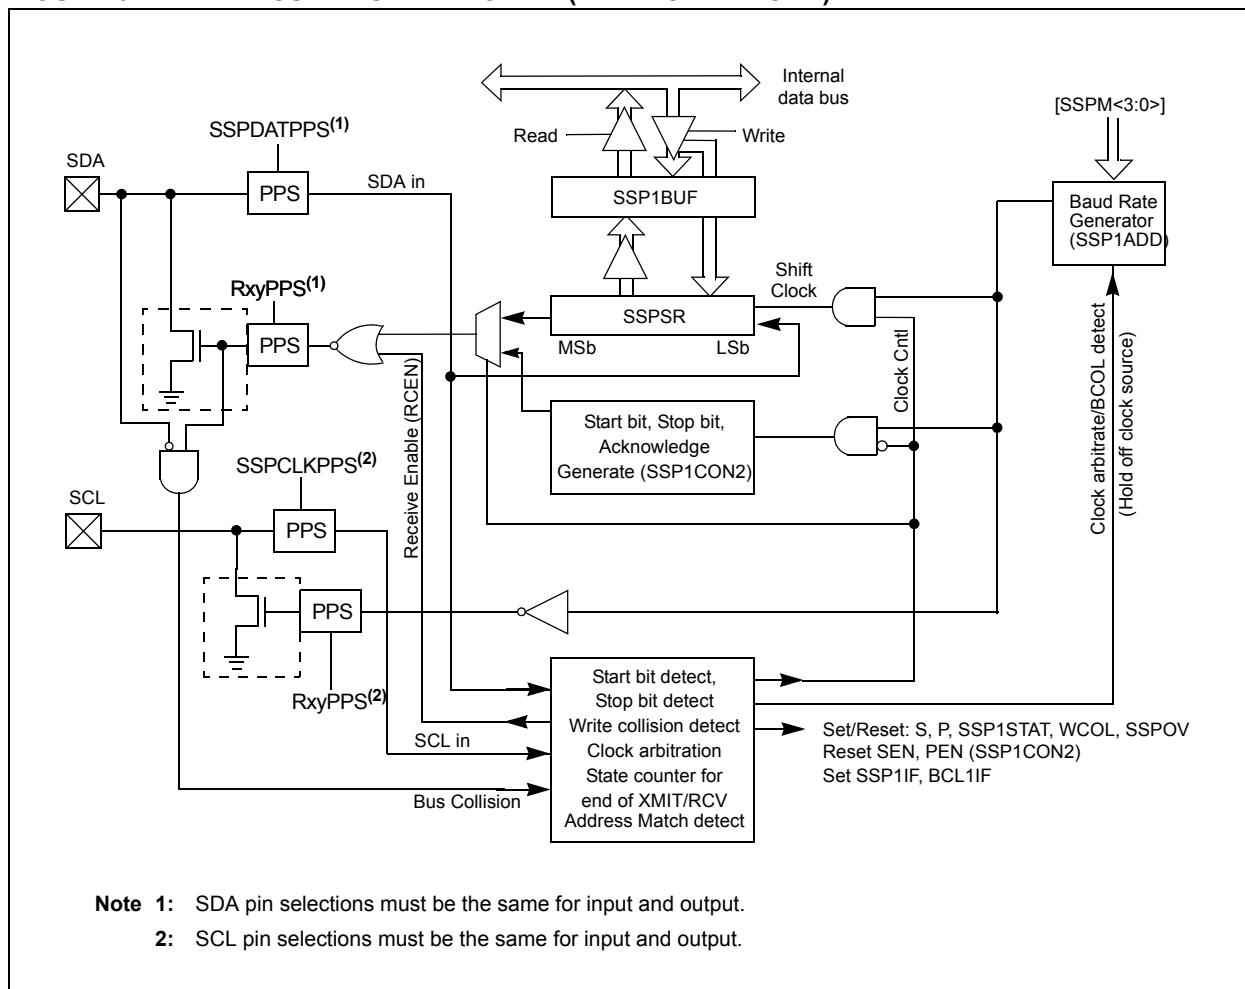 Internal
data bus
[SSPM<3:0>]
Read
Write
SSPDATPPS(1)
SDA
PPS
SDA in
SSP1BUF
Baud Rate
Generator
(SSP1ADD)
Shift
Clock
RxyPPS(1)
PPS
SSPSR
MSb
LSb
Clock Cntl
Receive Enable (RCEN)
Clock arbitrate/BCOL detect
(Hold off clock source)
Start bit, Stop bit,
Acknowledge
Generate (SSP1CON2)
SSPCLKPPS(2)
SCL
PPS
PPS
RxyPPS(2)
SCL in
Bus Collision
Start bit detect,
Stop bit detect
Write collision detect
Clock arbitration
State counter for
end of XMIT/RCV
Address Match detect
Set/Reset: S, P, SSP1STAT, WCOL, SSPOV
Reset SEN, PEN (SSP1CON2)
Set SSP1IF, BCL1IF
Note 1: SDA pin selections must be the same for input and output.
2: SCL pin selections must be the same for input and output.